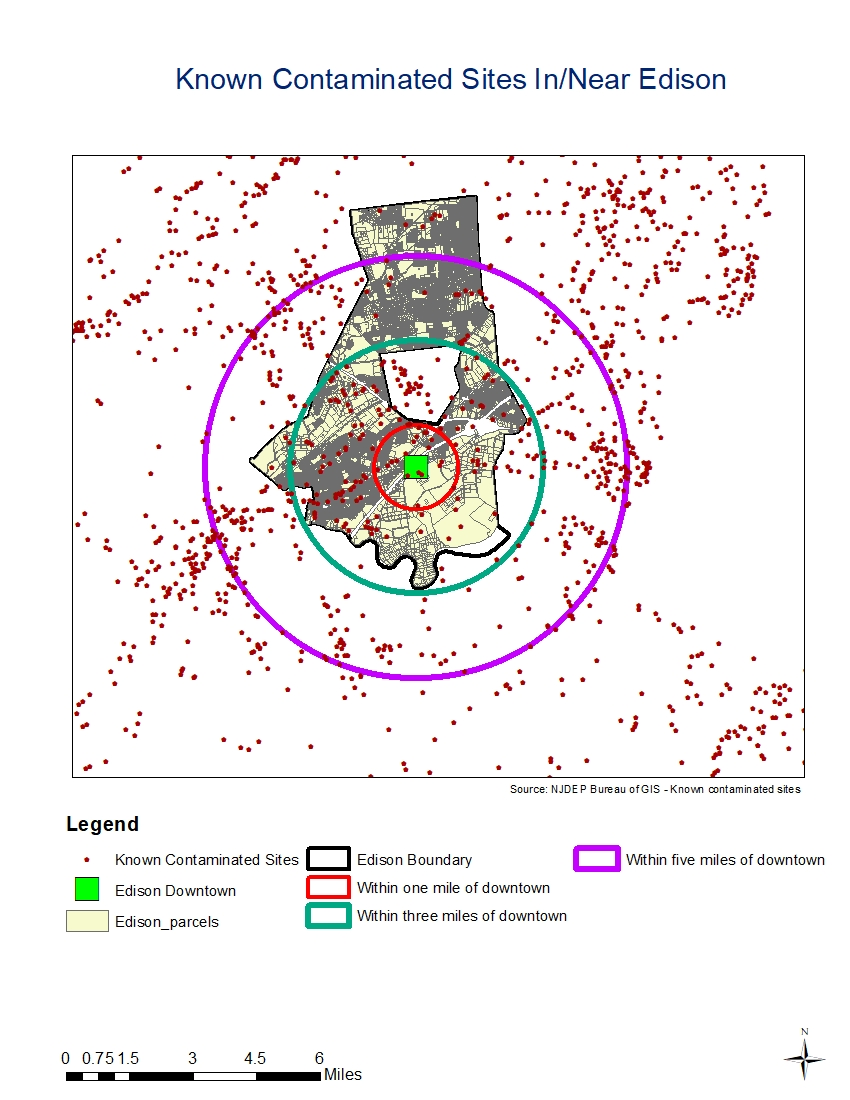 Known Contaminated Sites In/Near Edison
Source: NJDEP Bureau of GIS - Known contaminated sites
Legend
Known Contaminated Sites
Edison Downtown
Edison_parcels
Edison Boundary
Within one mile of downtown
Within three miles of downtown
Within five miles of downtown
N
0 0.75 1.5 3 4.5 6
Miles